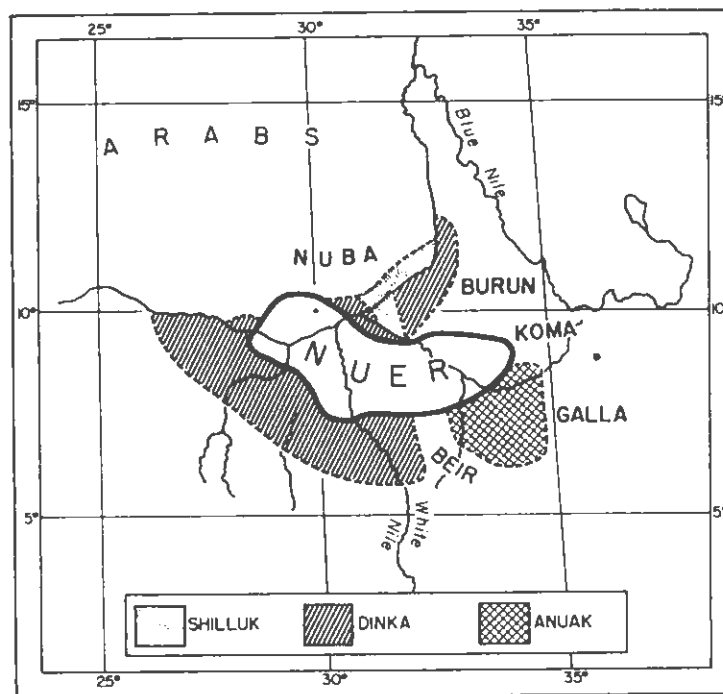 25° 30° 35°
15° 15°
ARABS
Blue Nile
NUBA
BURUN
10° 10°
KOMA
NUER
GALLA
BEIR
5° 5°
White Nile
SHILLUK DINKA ANUAK
25° 30° 35°